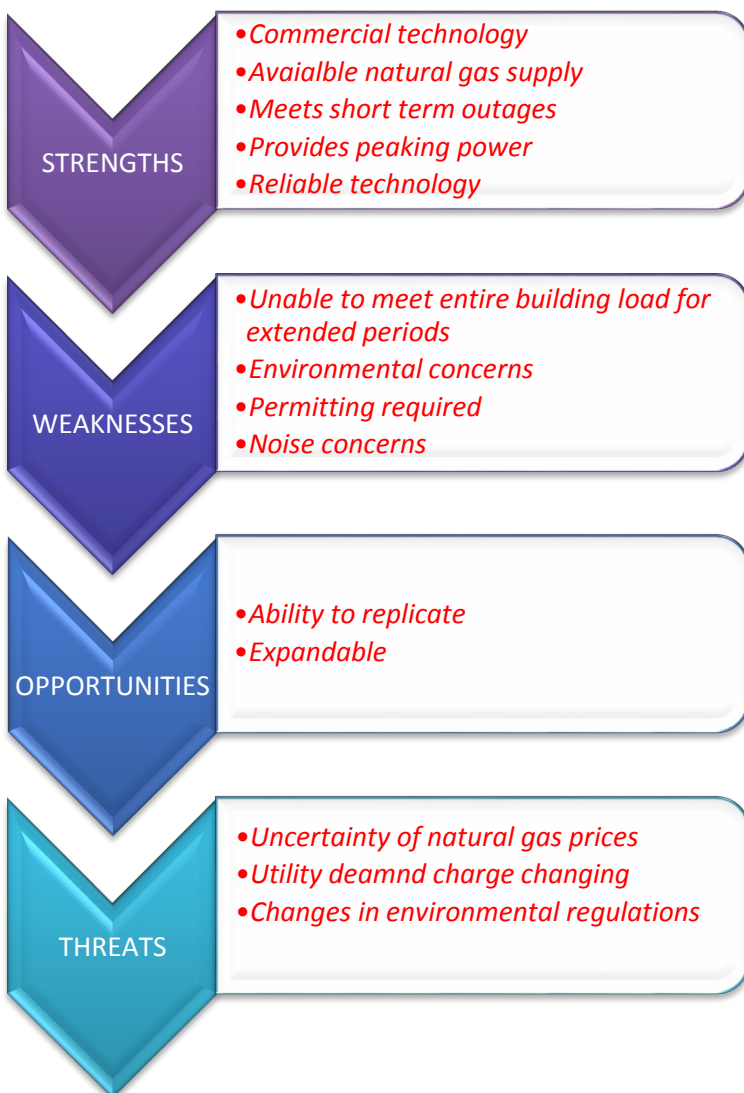 STRENGTHS
•Commercial technology
•Avaialble natural gas supply
•Meets short term outages
•Provides peaking power
•Reliable technology
WEAKNESSES
•Unable to meet entire building load for
extended periods
•Environmental concerns
•Permitting required
•Noise concerns
OPPORTUNITIES
•Ability to replicate
•Expandable
THREATS
•Uncertainty of natural gas prices
•Utility deamnd charge changing
•Changes in environmental regulations